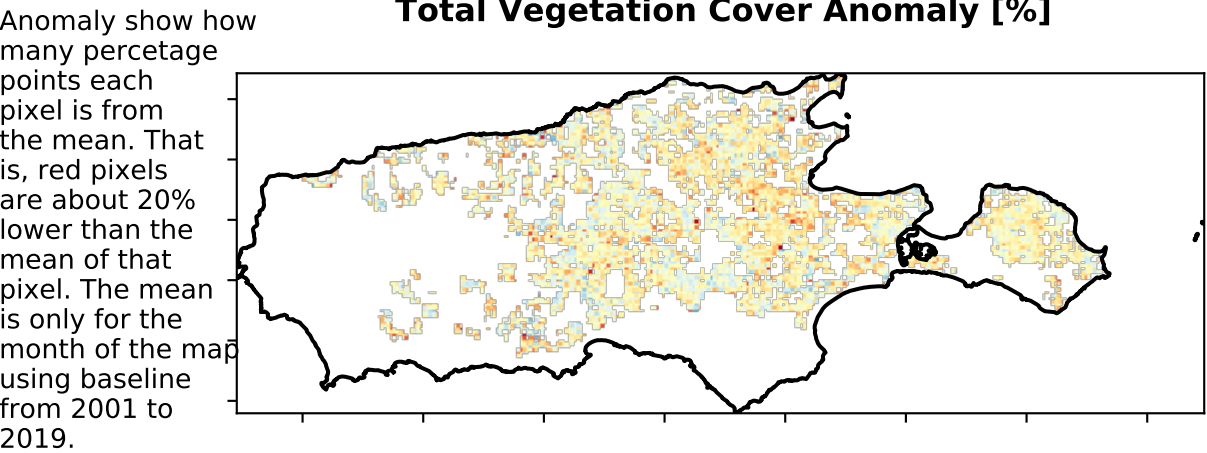 Total Vegetation Cover Anomaly [%]
Anomaly show how
many percetage
points each
pixel is from
the mean. That
is, red pixels
are about 20%
lower than the
mean of that
pixel. The mean
is only for the
month of the map
using baseline
from 2001 to
2019.